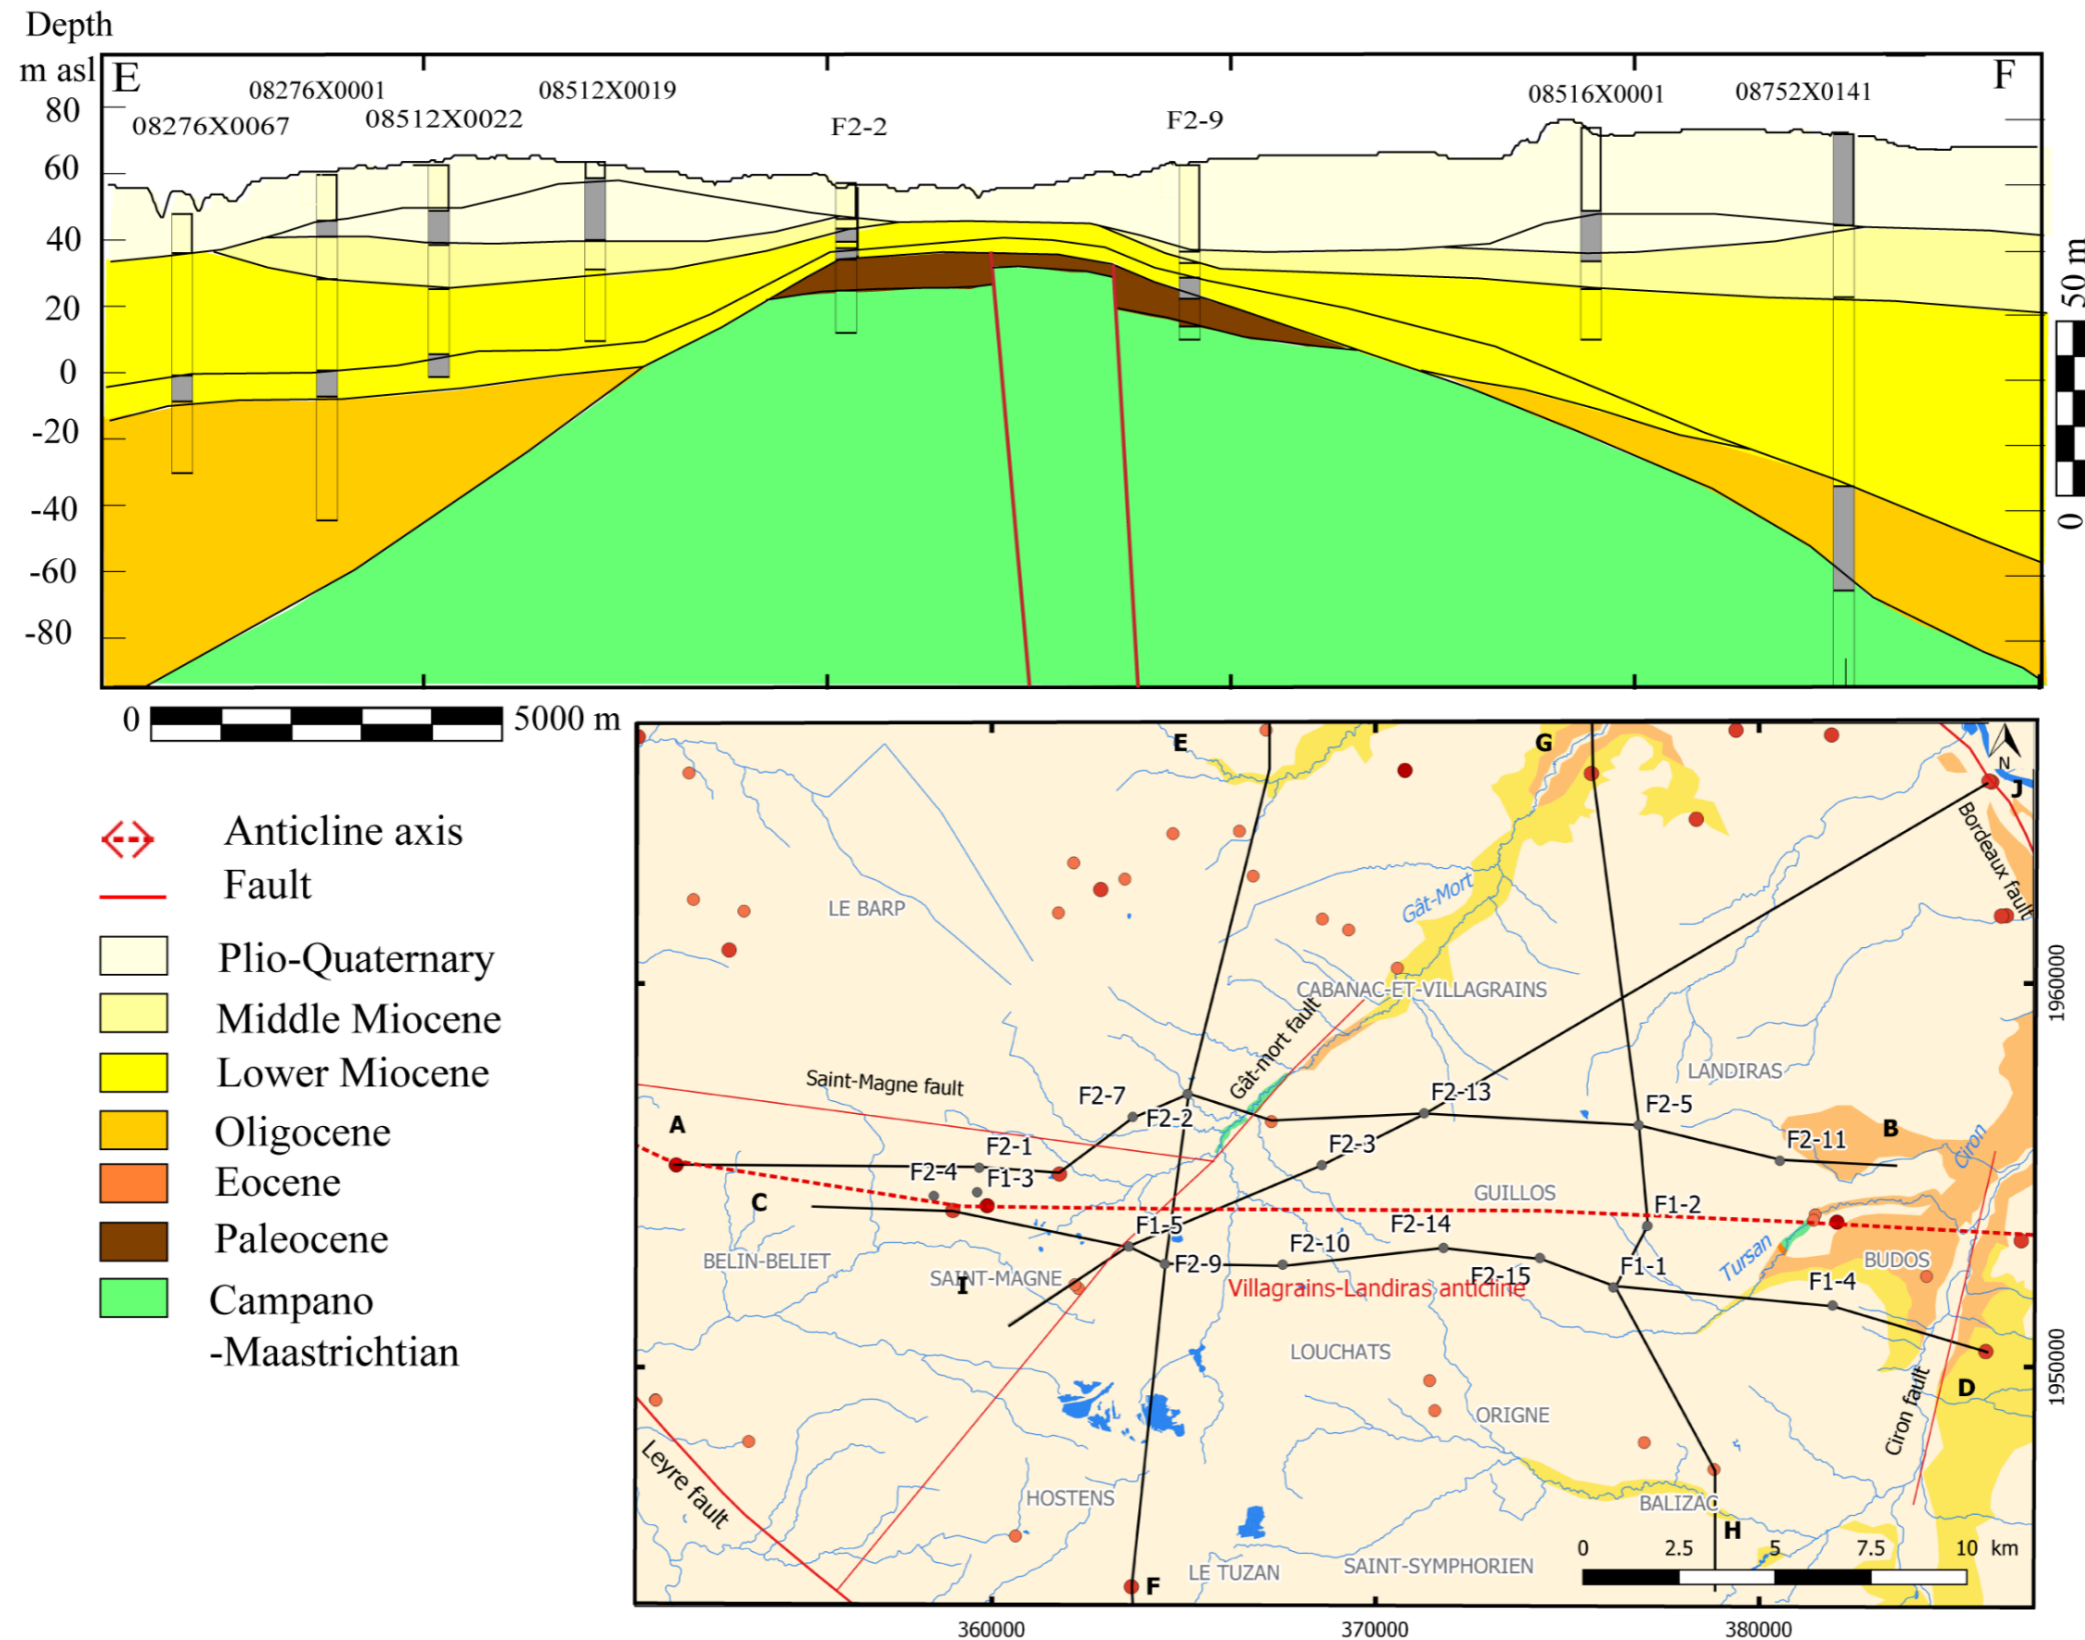 Depth
m asl
E
F
08276X0001
08512X0019
08516X0001
08752X0141
08276X0067
08512X0022
F2-2
F2-9
80
60
40
20
0
-20
-40
-60
-80
50 m
0
0
5000 m
Anticline axis
Fault
Plio-Quaternary
Middle Miocene
Lower Miocene
Oligocene
Eocene
Paleocene
Campano
-Maastrichtian
E
G
N
J
Bordeaux fault
LE BARP
Gât-Mort
CABANAC-ET-VILLAGRAINS
Gât-mort fault
Saint-Magne fault
LANDIRAS
A
F2-7
F2-2
F2-13
F2-5
F2-1
F2-3
F2-11
B
Ciron
F2-4
F1-3
C
GUILLOS
F1-2
F1-5
F2-14
F2-10
BELIN-BELIET
F2-9
SAINT-MAGNE
I
F2-15
F1-1
Tursan
BUDOS
F1-4
Villagrains-Landiras anticline
LOUCHATS
D
ORIGNE
Ciron fault
Leyre fault
HOSTENS
BALIZAC
H
F
LE TUZAN
SAINT-SYMPHORIEN
0
2.5
5
7.5
10 km
1960000
1950000
360000
370000
380000